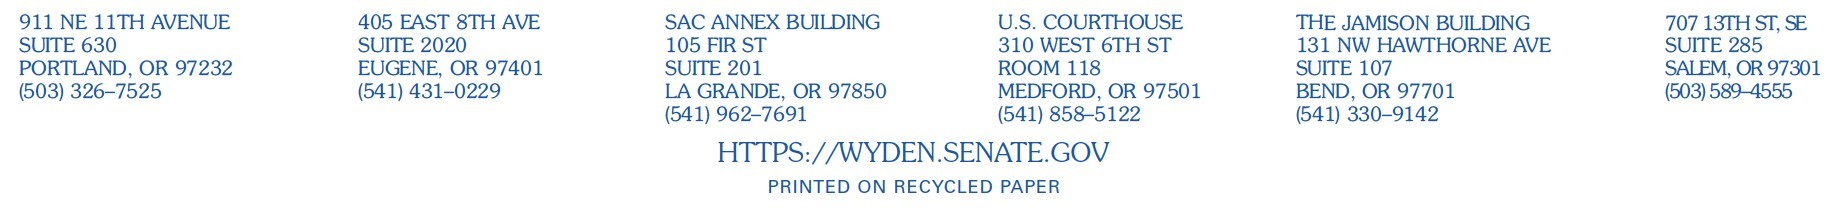 911 NE 11TH AVENUE
SUITE 630
PORTLAND, OR 97232
(503) 326–7525
405 EAST 8TH AVE
SUITE 2020
EUGENE, OR 97401
(541) 431–0229
SAC ANNEX BUILDING
105 FIR ST
SUITE 201
LA GRANDE, OR 97850
(541) 962–7691
U.S. COURTHOUSE
310 WEST 6TH ST
ROOM 118
MEDFORD, OR 97501
(541) 858–5122
THE JAMISON BUILDING
131 NW HAWTHORNE AVE
SUITE 107
BEND, OR 97701
(541) 330–9142
707 13TH ST, SE
SUITE 285
SALEM, OR 97301
(503) 589–4555
HTTPS://WYDEN.SENATE.GOV
PRINTED ON RECYCLED PAPER